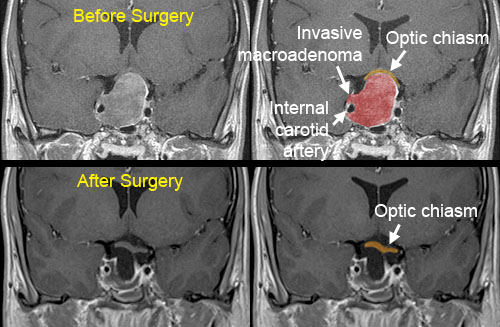 Before Surgery
Invasive
macroadenoma
Optic chiasm
Internal
carotid
artery
After Surgery
Optic chiasm